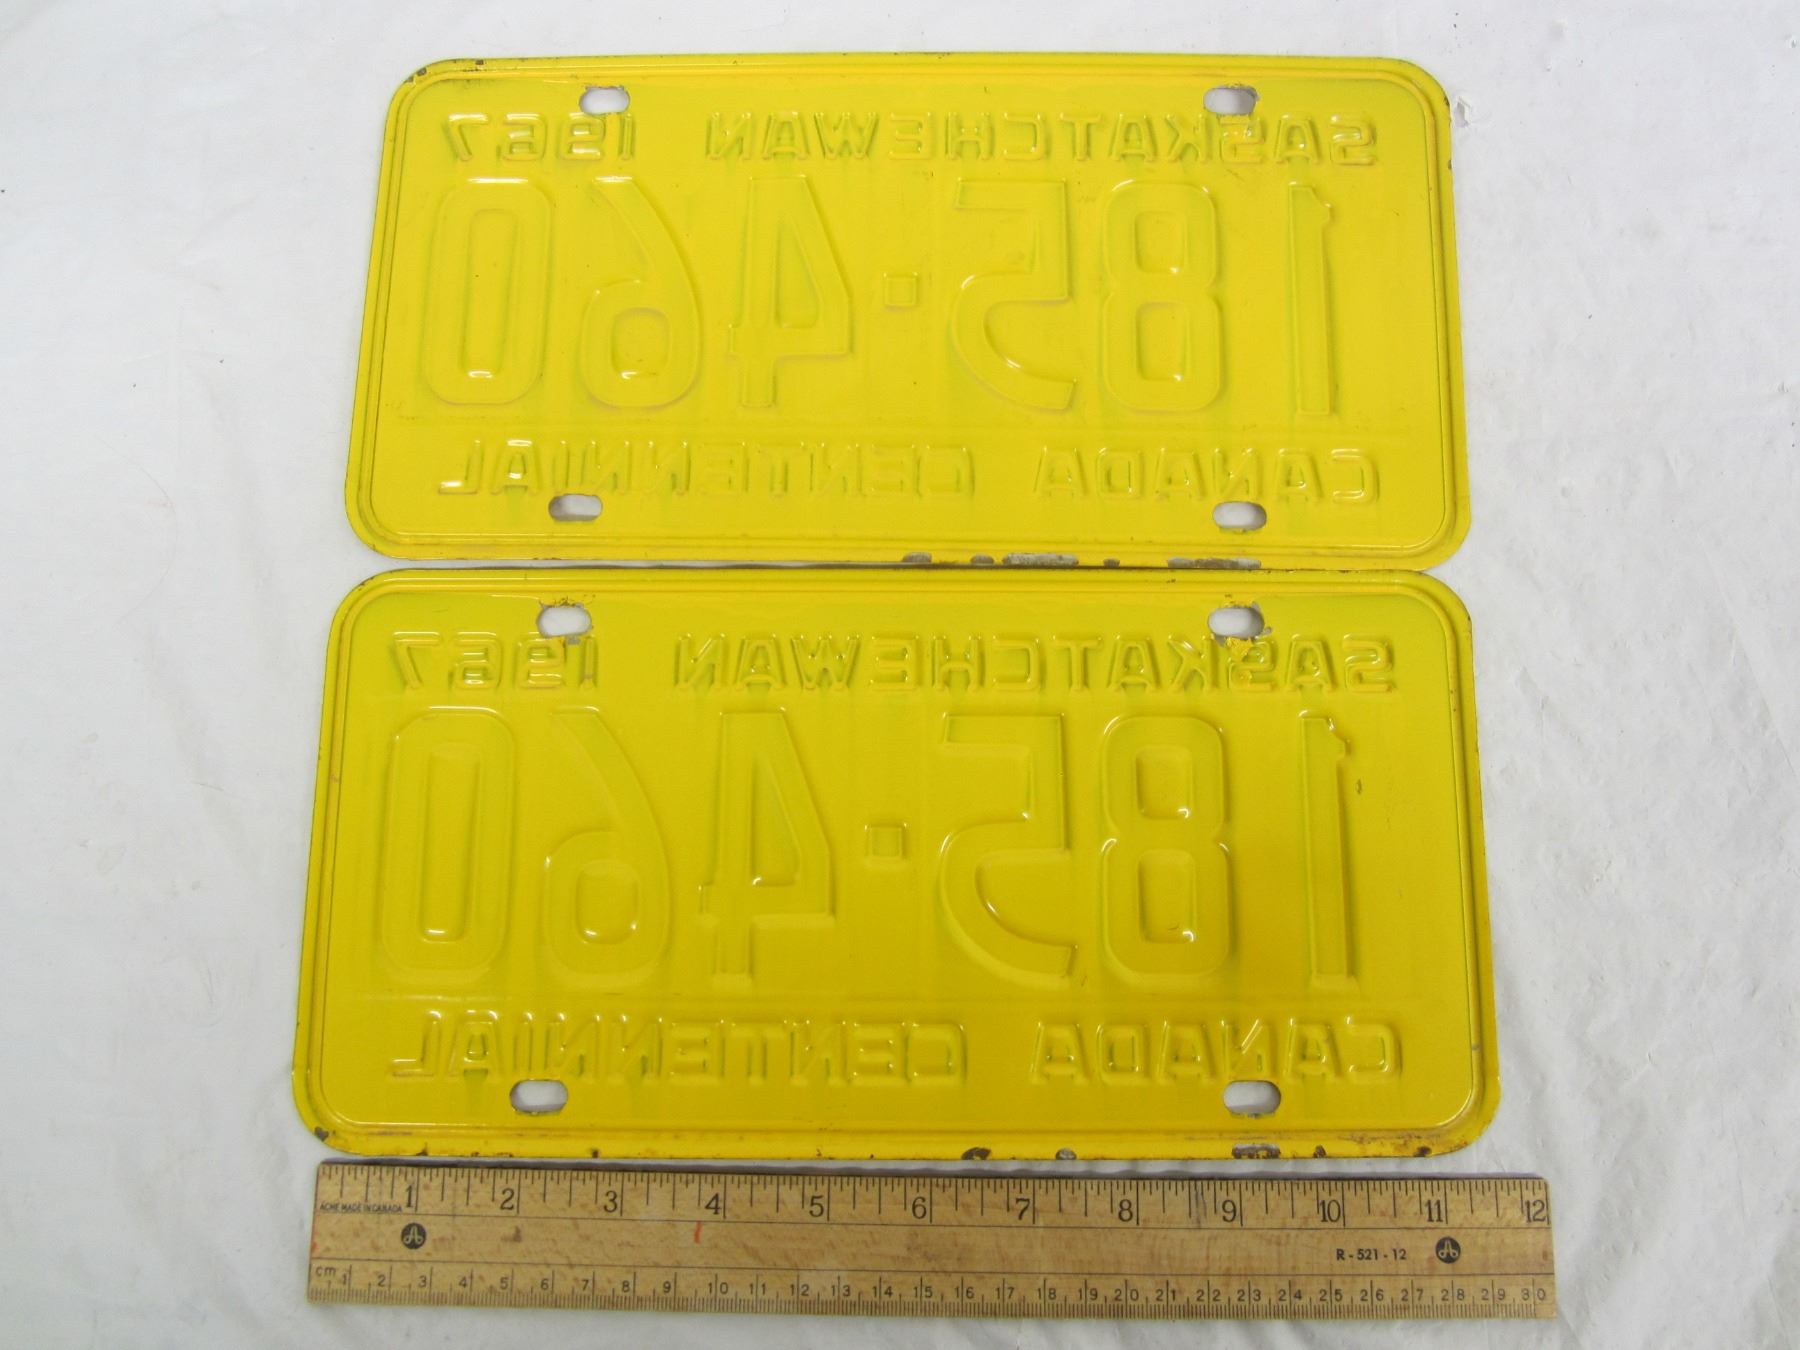 SASKATCHEWAN 1967
185·460
CANADA CENTENNIAL
SASKATCHEWAN 1967
185·460
CANADA CENTENNIAL
1 2 3 4 5 6 7 8 9 10 11 12
ACME MADE IN CANADA
R-521-12
cm 1 2 3 4 5 6 7 8 9 10 11 12 13 14 15 16 17 18 19 20 21 22 23 24 25 26 27 28 29 30